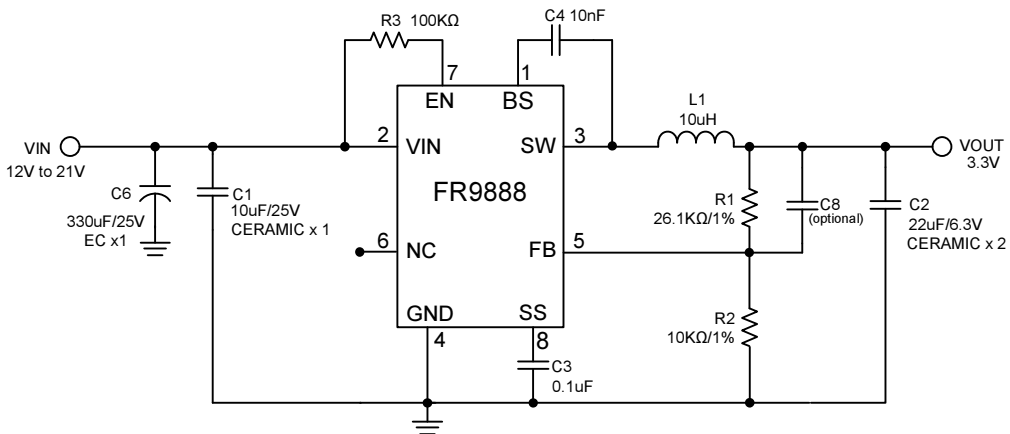 R3 100KΩ
C4 10nF
7
1
EN
BS
L1
10uH
VIN
12V to 21V
2
VIN
SW
3
VOUT
3.3V
FR9888
C6
330uF/25V
EC x1
C1
10uF/25V
CERAMIC x 1
R1
26.1KΩ/1%
C8
(optional)
C2
22uF/6.3V
CERAMIC x 2
6
NC
FB
5
GND
SS
4
8
R2
10KΩ/1%
C3
0.1uF